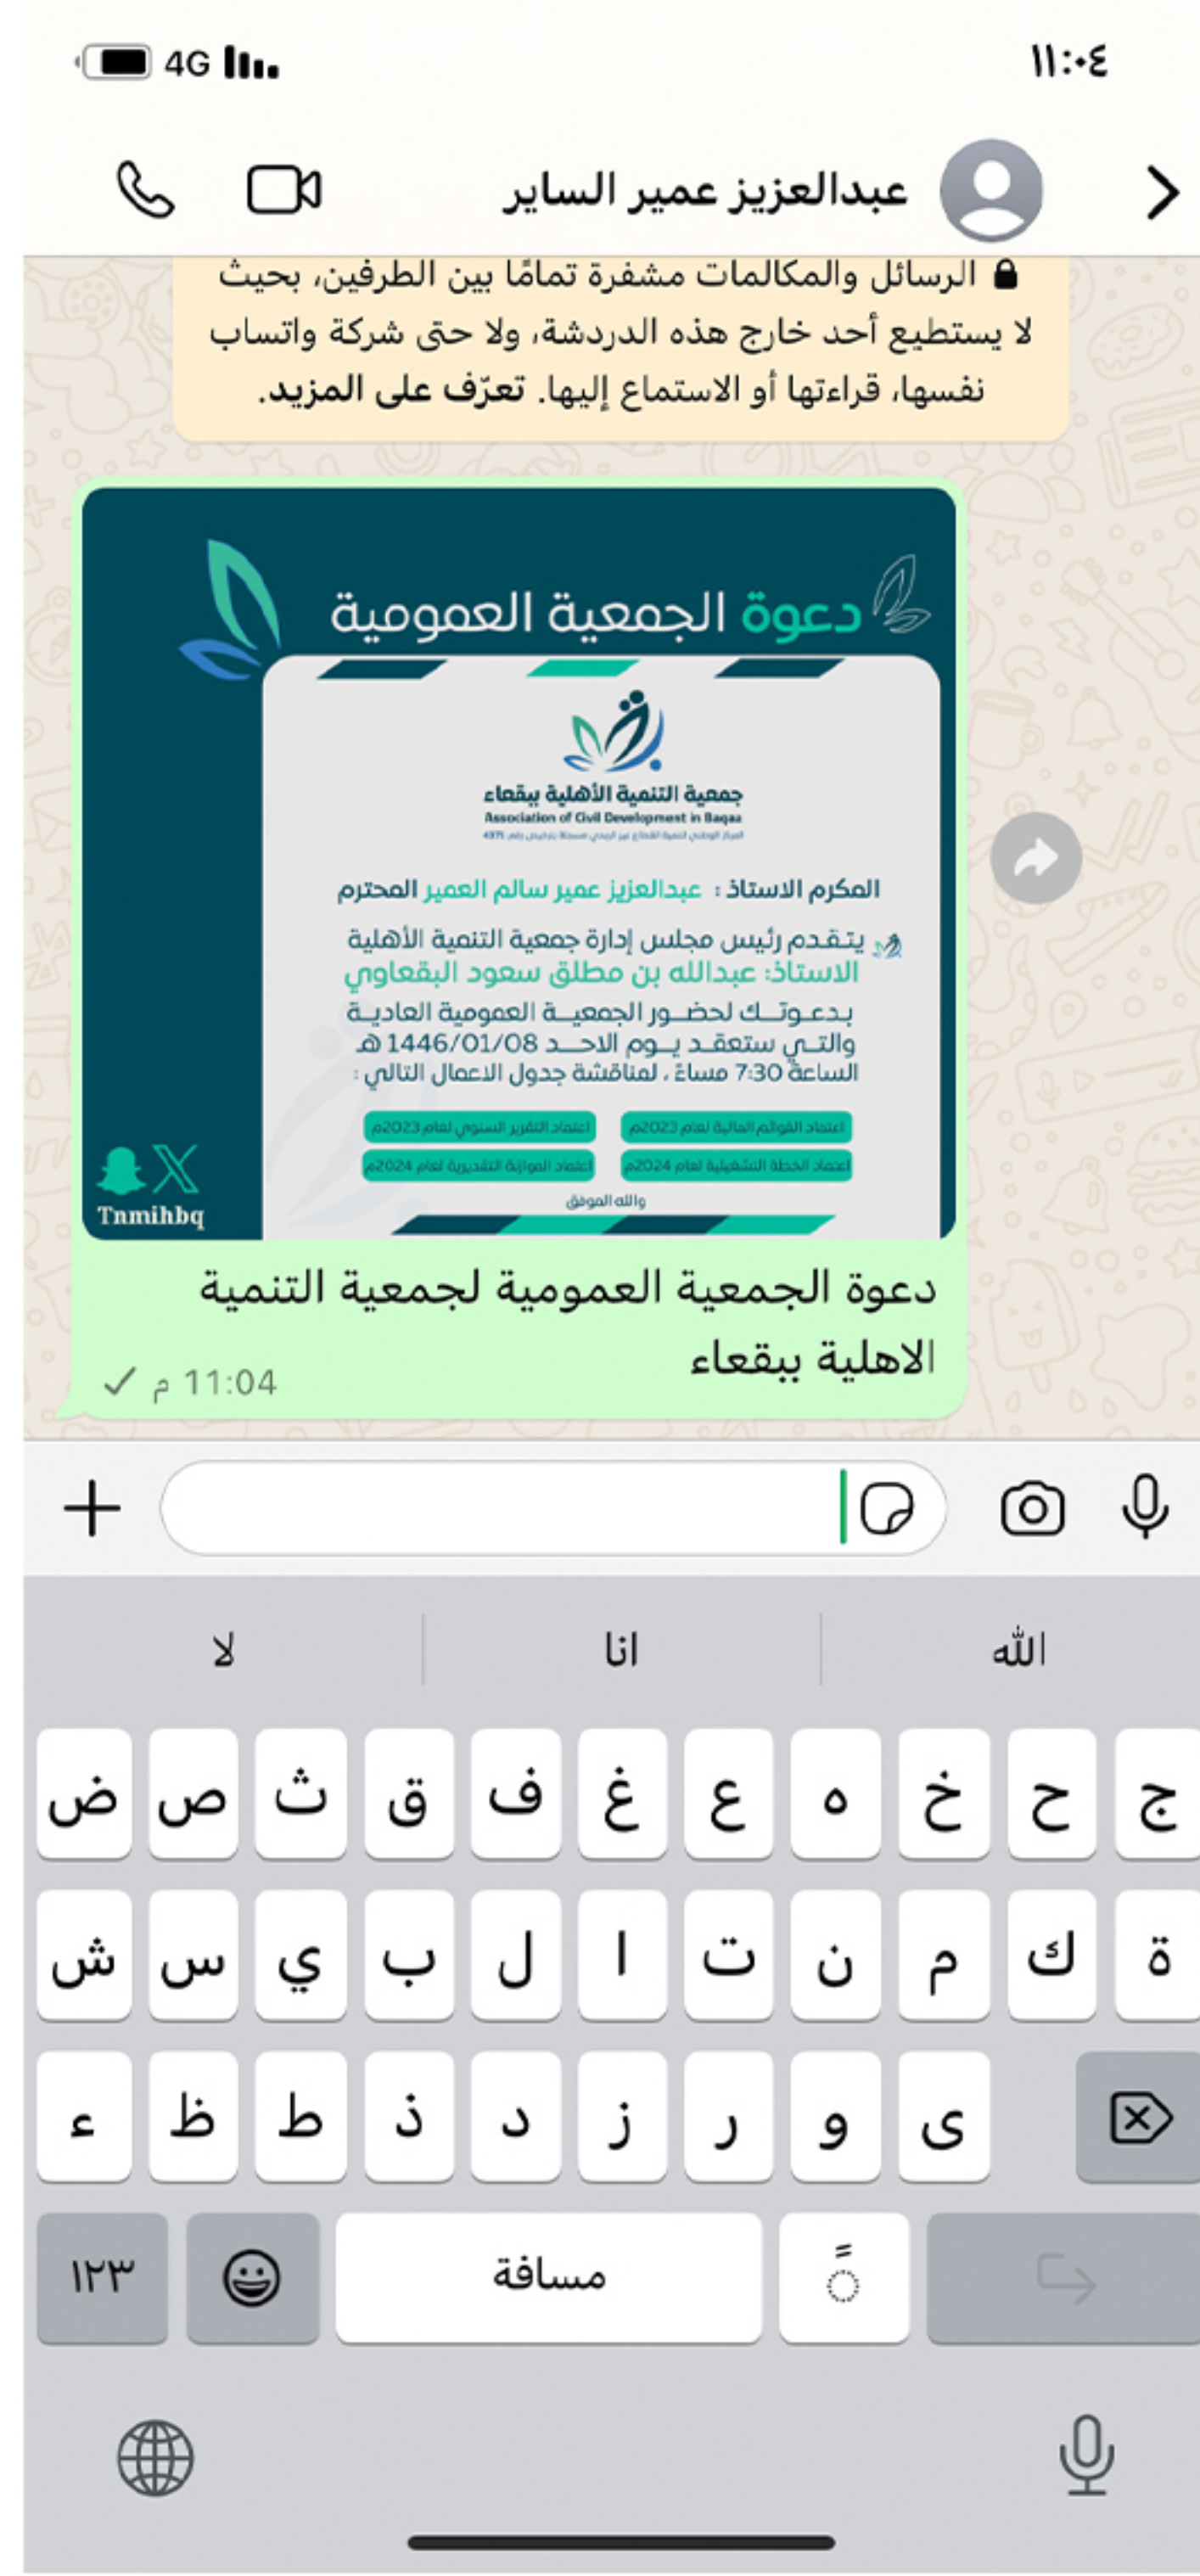 ١١:٠٤
4G
عبدالعزيز عمير الساير
الرسائل والمكالمات مشفرة تمامًا بين الطرفين، بحيث
لا يستطيع أحد خارج هذه الدردشة، ولا حتى شركة واتساب
نفسها، قراءتها أو الاستماع إليها. تعرّف على المزيد.
دعوة الجمعية العمومية
جمعية التنمية الأهلية ببقعاء
Association of Civil Development in Baqaa
المكرم الاستاذ : عبدالعزيز عمير سالم العمير المحترم
يتقدم رئيس مجلس إدارة جمعية التنمية الأهلية
الاستاذ: عبدالله بن مطلق سعود البقعاوي
بدعوتك لحضور الجمعية العمومية العادية
والتي ستعقد يوم الاحد 1446/01/08 هـ
الساعة 7:30 مساءً ، لمناقشة جدول الاعمال التالي :
اعتماد القوائم المالية لعام 2023م
اعتماد التقرير السنوي لعام 2023م
اعتماد الخطة التشغيلية لعام 2024م
اعتماد الموازنة التقديرية لعام 2024م
والله الموفق
Tnmihbq
دعوة الجمعية العمومية لجمعية التنمية
الاهلية ببقعاء
11:04 م
الله انا لا
ج ح خ ه ع غ ف ق ث ص ض
ة ك م ن ت ا ل ب ي س ش
ى و ر ز د ذ ط ظ ء
مسافة ١٢٣